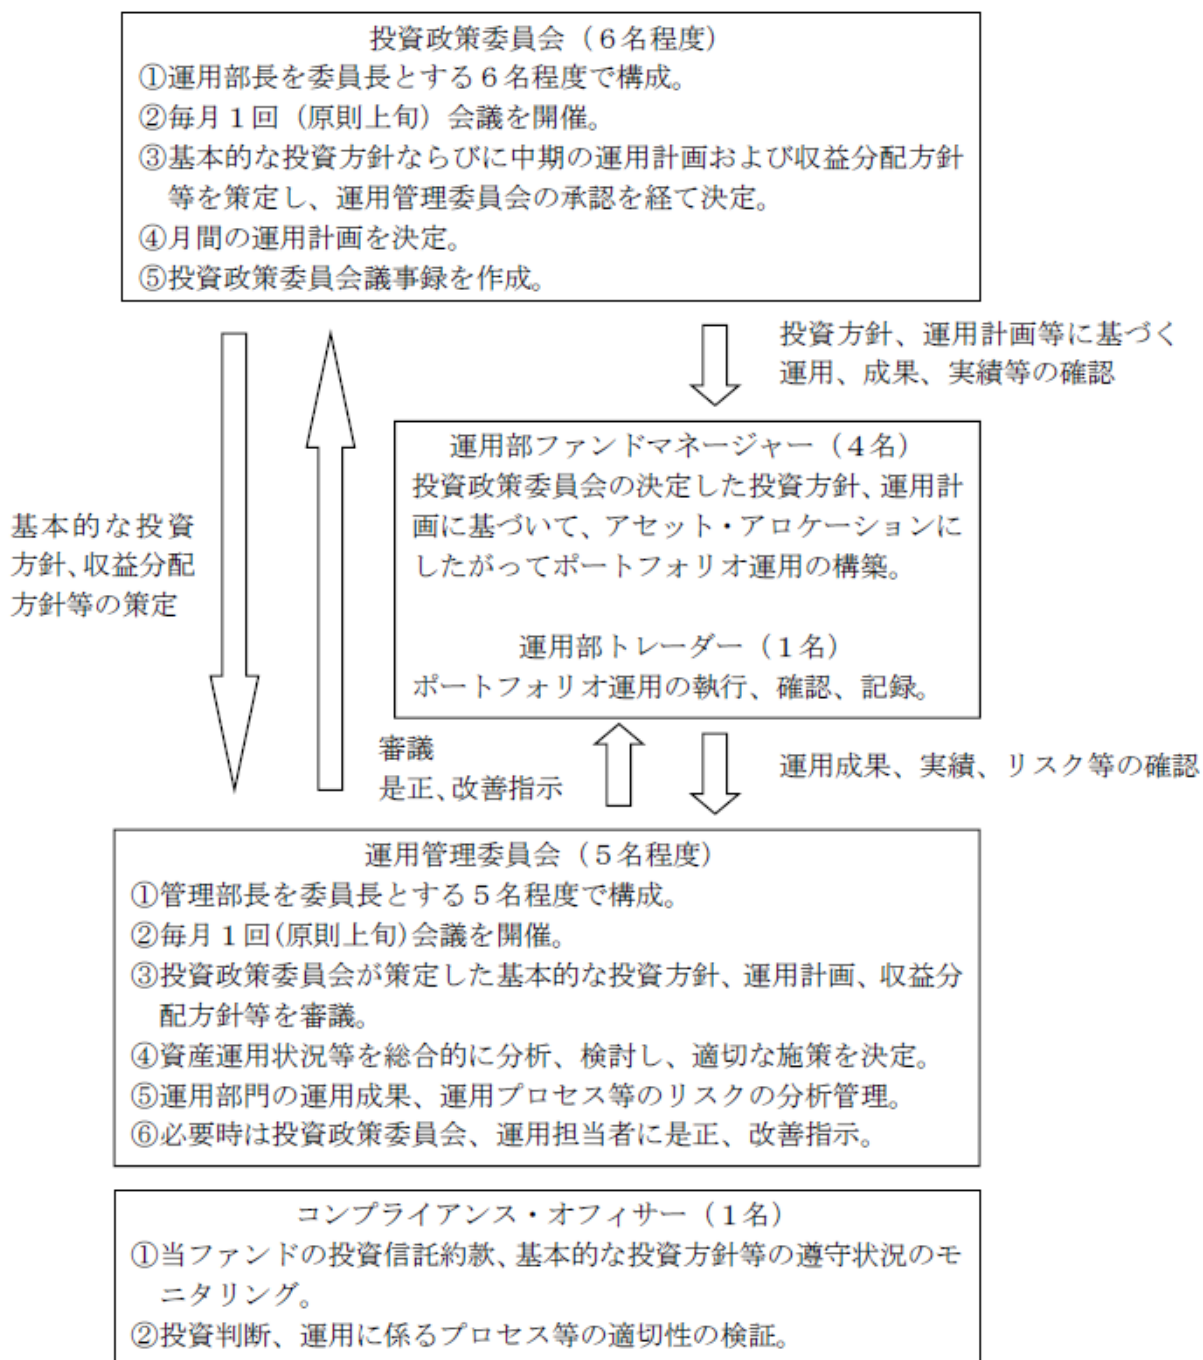 投資政策委員会（６名程度）
①運用部長を委員長とする６名程度で構成。
②毎月１回（原則上旬）会議を開催。
③基本的な投資方針ならびに中期の運用計画および収益分配方針
等を策定し、運用管理委員会の承認を経て決定。
④月間の運用計画を決定。
⑤投資政策委員会議事録を作成。
投資方針、運用計画等に基づく
運用、成果、実績等の確認
運用部ファンドマネージャー（４名）
投資政策委員会の決定した投資方針、運用計
画に基づいて、アセット・アロケーションに
したがってポートフォリオ運用の構築。
運用部トレーダー（１名）
ポートフォリオ運用の執行、確認、記録。
基本的な投資
方針、収益分配
方針等の策定
審議
是正、改善指示
運用成果、実績、リスク等の確認
運用管理委員会（５名程度）
①管理部長を委員長とする５名程度で構成。
②毎月１回(原則上旬)会議を開催。
③投資政策委員会が策定した基本的な投資方針、運用計画、収益分
配方針等を審議。
④資産運用状況等を総合的に分析、検討し、適切な施策を決定。
⑤運用部門の運用成果、運用プロセス等のリスクの分析管理。
⑥必要時は投資政策委員会、運用担当者に是正、改善指示。
コンプライアンス・オフィサー（１名）
①当ファンドの投資信託約款、基本的な投資方針等の遵守状況のモ
ニタリング。
②投資判断、運用に係るプロセス等の適切性の検証。